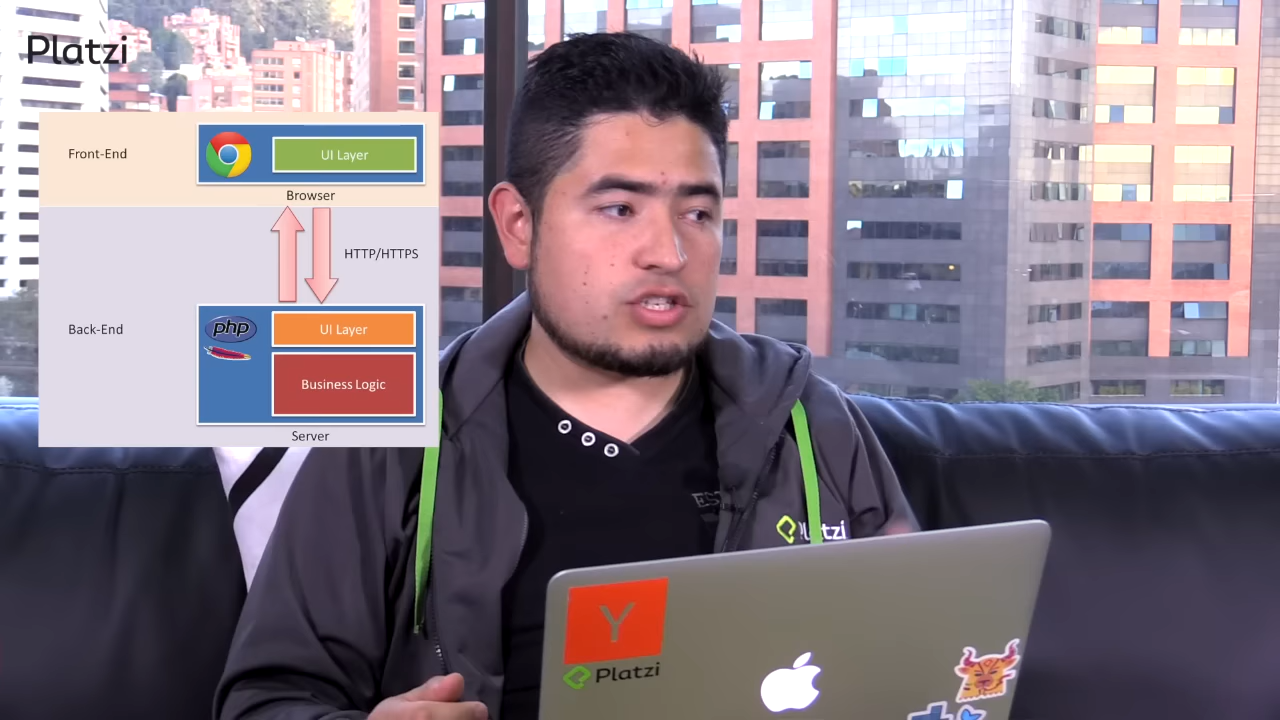 Platzi
Front-End
UI Layer
Browser
HTTP/HTTPS
Back-End
php
UI Layer
Business Logic
Server
Platzi
Y
Platzi